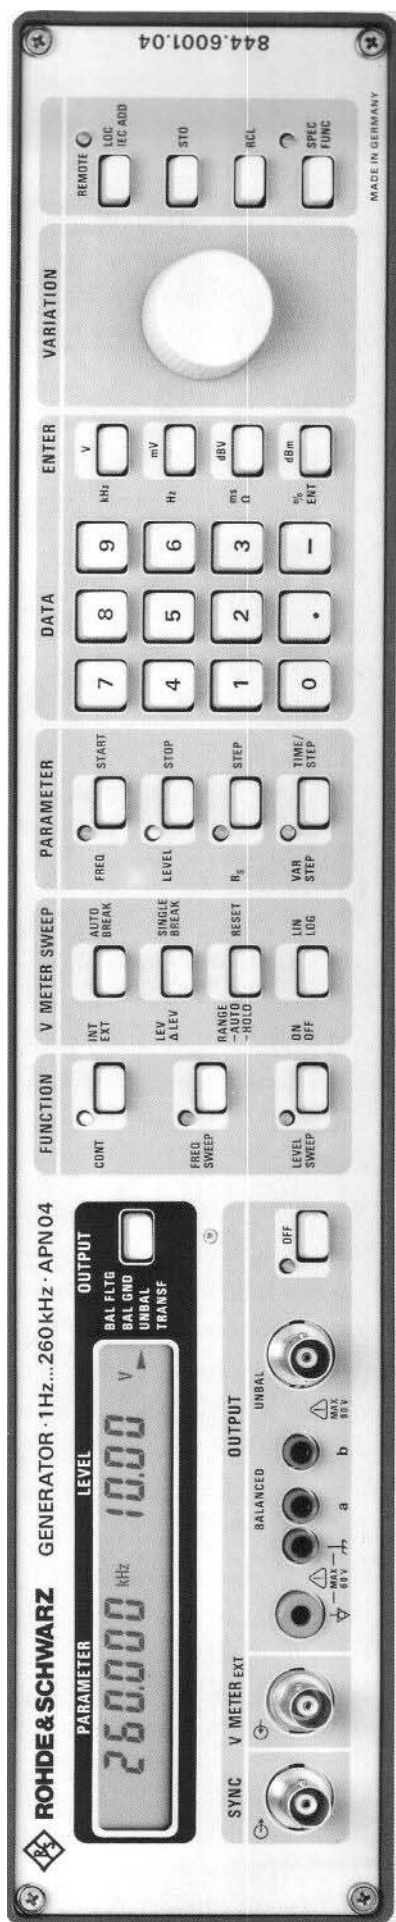 R&S ROHDE&SCHWARZ GENERATOR · 1Hz...260kHz · APN04
844.6001.04
PARAMETER LEVEL OUTPUT
260.000 kHz 10.00 V
BAL FLTG
BAL GND
UNBAL
TRANSF
SYNC
V METER EXT
OUTPUT
BALANCED
UNBAL
OFF
MAX
60 V
a
b
MAX
90 V
FUNCTION
CONT
FREQ
SWEEP
LEVEL
SWEEP
V METER SWEEP
INT
EXT
AUTO
BREAK
LEV
Δ LEV
SINGLE
BREAK
RANGE
–AUTO
–HOLD
RESET
ON
OFF
LIN
LOG
PARAMETER
FREQ
START
LEVEL
STOP
RS
STEP
VAR
STEP
TIME/
STEP
DATA
7 8 9
4 5 6
1 2 3
0 . –
ENTER
kHz
V
Hz
mV
ms
Ω
dBV
%
ENT
dBm
VARIATION
REMOTE
LOC
IEC ADD
STO
RCL
SPEC
FUNC
MADE IN GERMANY